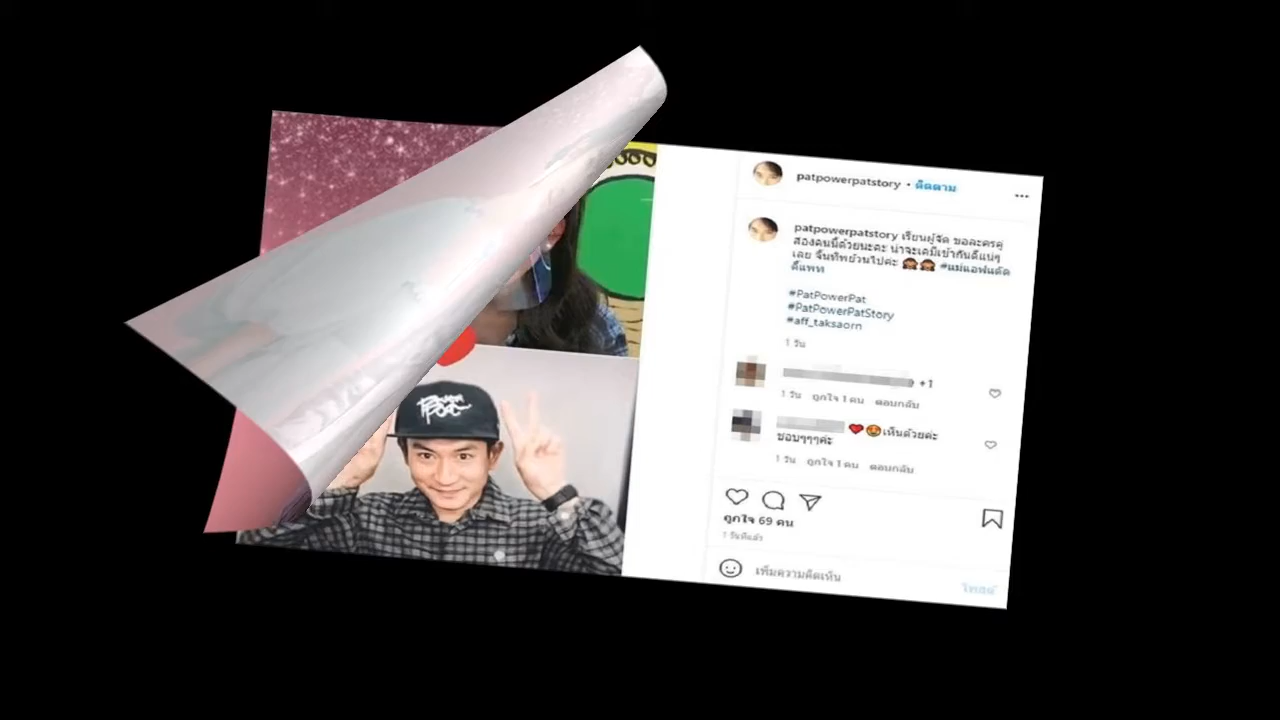 patpowerpatstory • ติดตาม
patpowerpatstory เรียนผู้จัด ขอละครคู่
สองคนนี้ด้วยนะคะ น่าจะเคมีเข้ากันดีแน่ๆ
เลย จิ้นทิพย์วนไปค่ะ 🙈🙈 #แม่แอฟแด๊ด
ดี้แพท
#PatPowerPat
#PatPowerPatStory
#aff_taksaorn
1 วัน
+1
1 วัน ถูกใจ 1 คน ตอบกลับ
❤️😍เห็นด้วยค่ะ
ชอบๆๆๆค่ะ
1 วัน ถูกใจ 1 คน ตอบกลับ
ถูกใจ 69 คน
1 วันที่แล้ว
เพิ่มความคิดเห็น
โพสต์